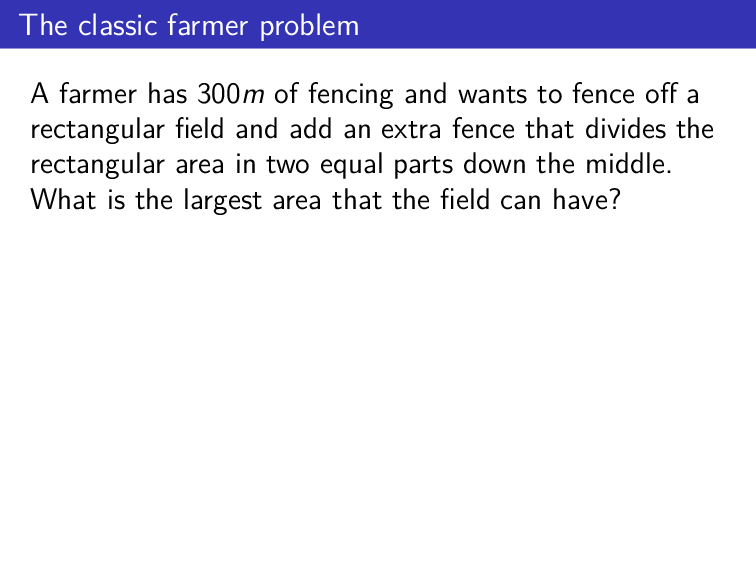 The classic farmer problem
A farmer has 300m of fencing and wants to fence off a
rectangular field and add an extra fence that divides the
rectangular area in two equal parts down the middle.
What is the largest area that the field can have?